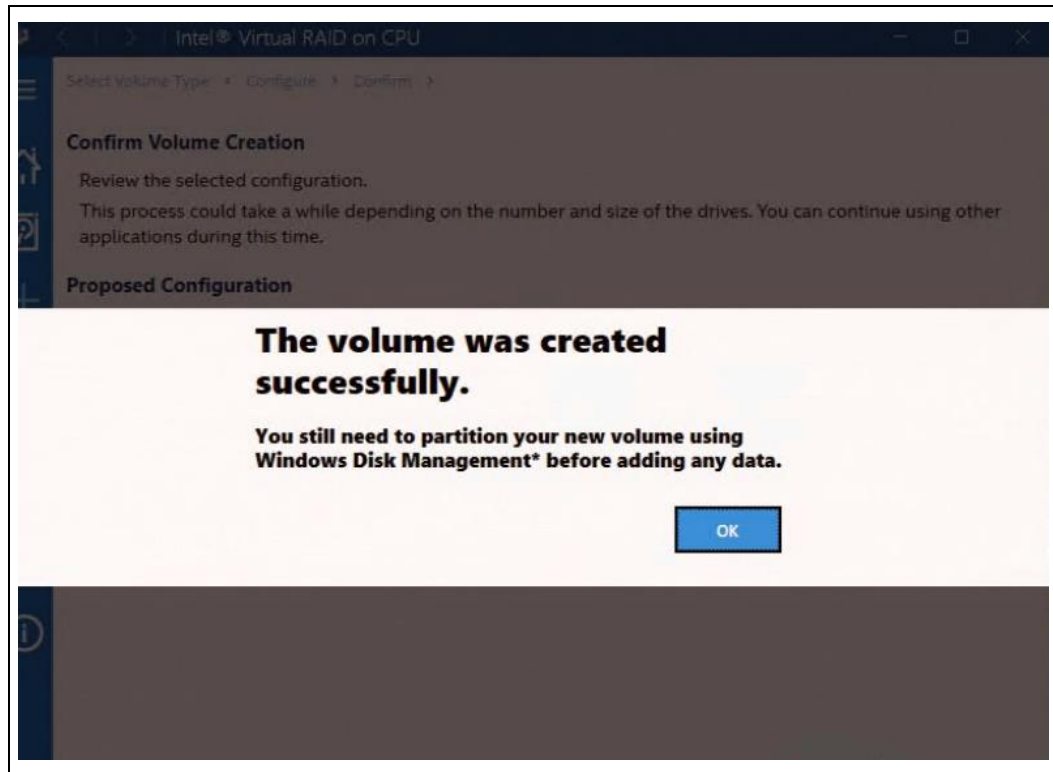 Intel® Virtual RAID on CPU
Select Volume Type Configure Confirm
Confirm Volume Creation
Review the selected configuration.
This process could take a while depending on the number and size of the drives. You can continue using other
applications during this time.
Proposed Configuration
The volume was created
successfully.
You still need to partition your new volume using
Windows Disk Management* before adding any data.
OK